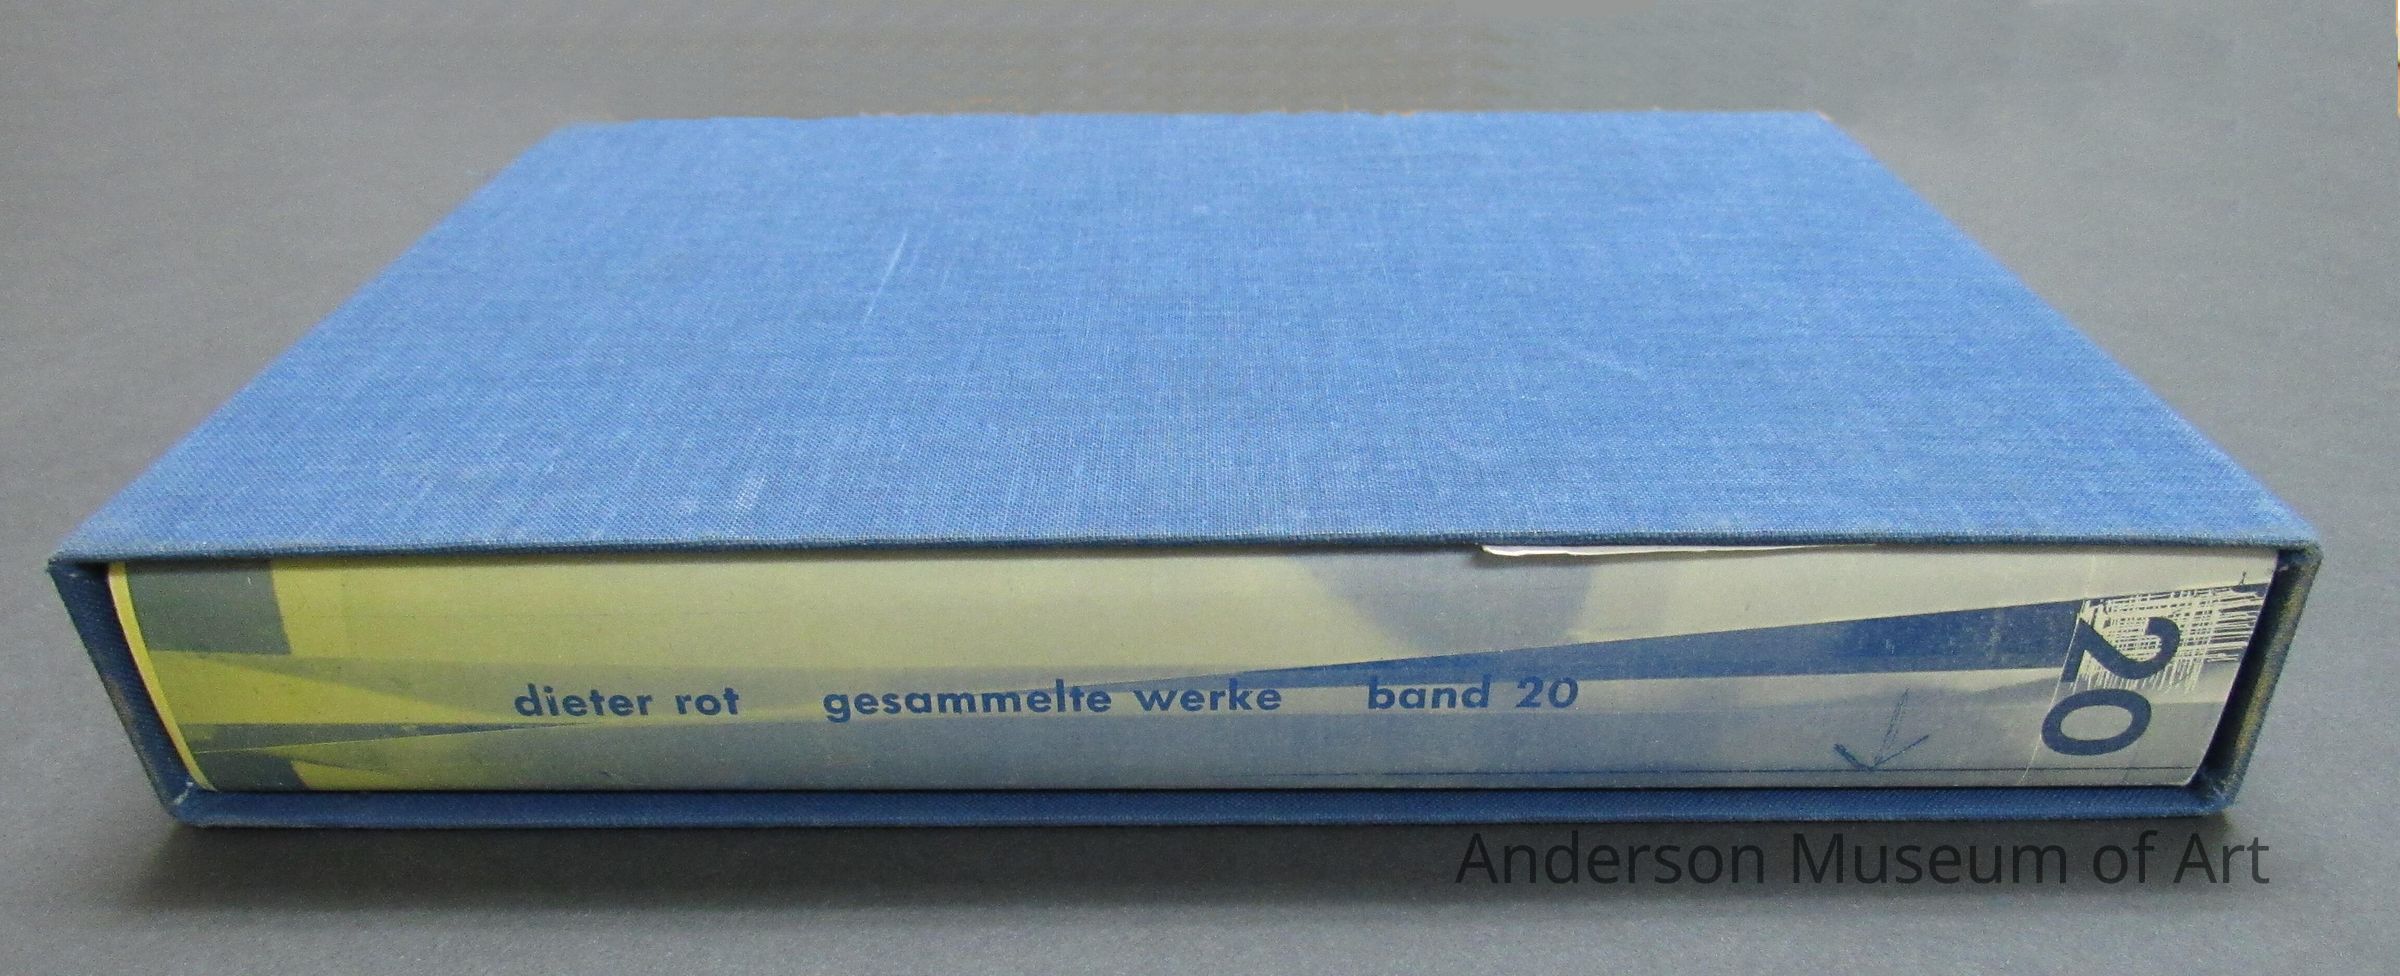 dieter rot gesammelte werke band 20
20
Anderson Museum of Art